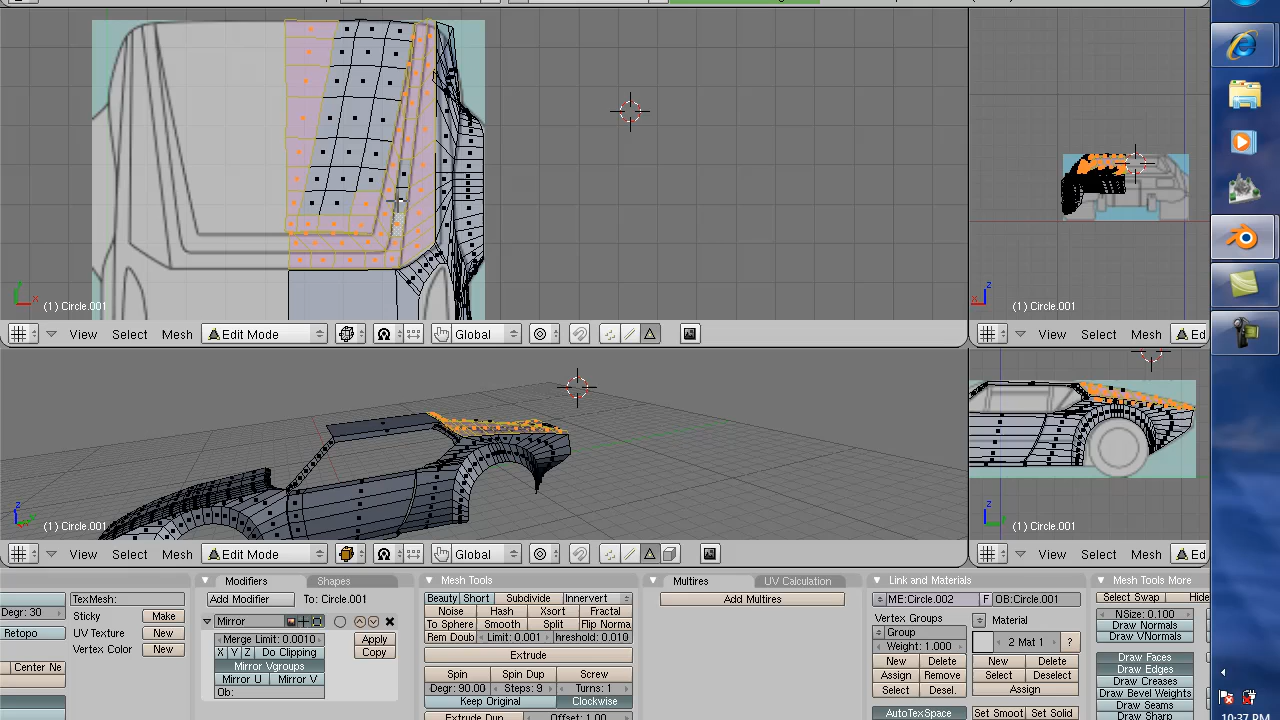 (1) Circle.001
(1) Circle.001
View Select Mesh Edit Mode Global
View Select Mesh Ed
(1) Circle.001
(1) Circle.001
View Select Mesh Edit Mode Global
View Select Mesh Ed
Modifiers Shapes
Mesh Tools
Multires UV Calculation
Link and Materials
Mesh Tools More
Degr: 30
Retopo
Center Ne
TexMesh:
Sticky Make
UV Texture New
Vertex Color New
Add Modifier To: Circle.001
Mirror
Merge Limit: 0.0010
X Y Z Do Clipping
Mirror Vgroups
Mirror U Mirror V
Ob:
Apply
Copy
Beauty Short Subdivide Innervert
Noise Hash Xsort Fractal
To Sphere Smooth Split Flip Norma
Rem Doub Limit: 0.001 hreshold: 0.010
Extrude
Spin Spin Dup Screw
Degr: 90.00 Steps: 9 Turns: 1
Keep Original Clockwise
Extrude Dup Offset: 1.00
Add Multires
ME:Circle.002 F OB:Circle.001
Vertex Groups
Group
Weight: 1.000
New Delete
Assign Remove
Select Desel.
AutoTexSpace
Material
2 Mat 1 ?
New Delete
Select Deselect
Assign
Set Smoot Set Solid
Select Swap Hide
NSize: 0.100
Draw Normals
Draw VNormals
Draw Faces
Draw Edges
Draw Creases
Draw Bevel Weights
Draw Seams
Draw Sharp
10:37 PM